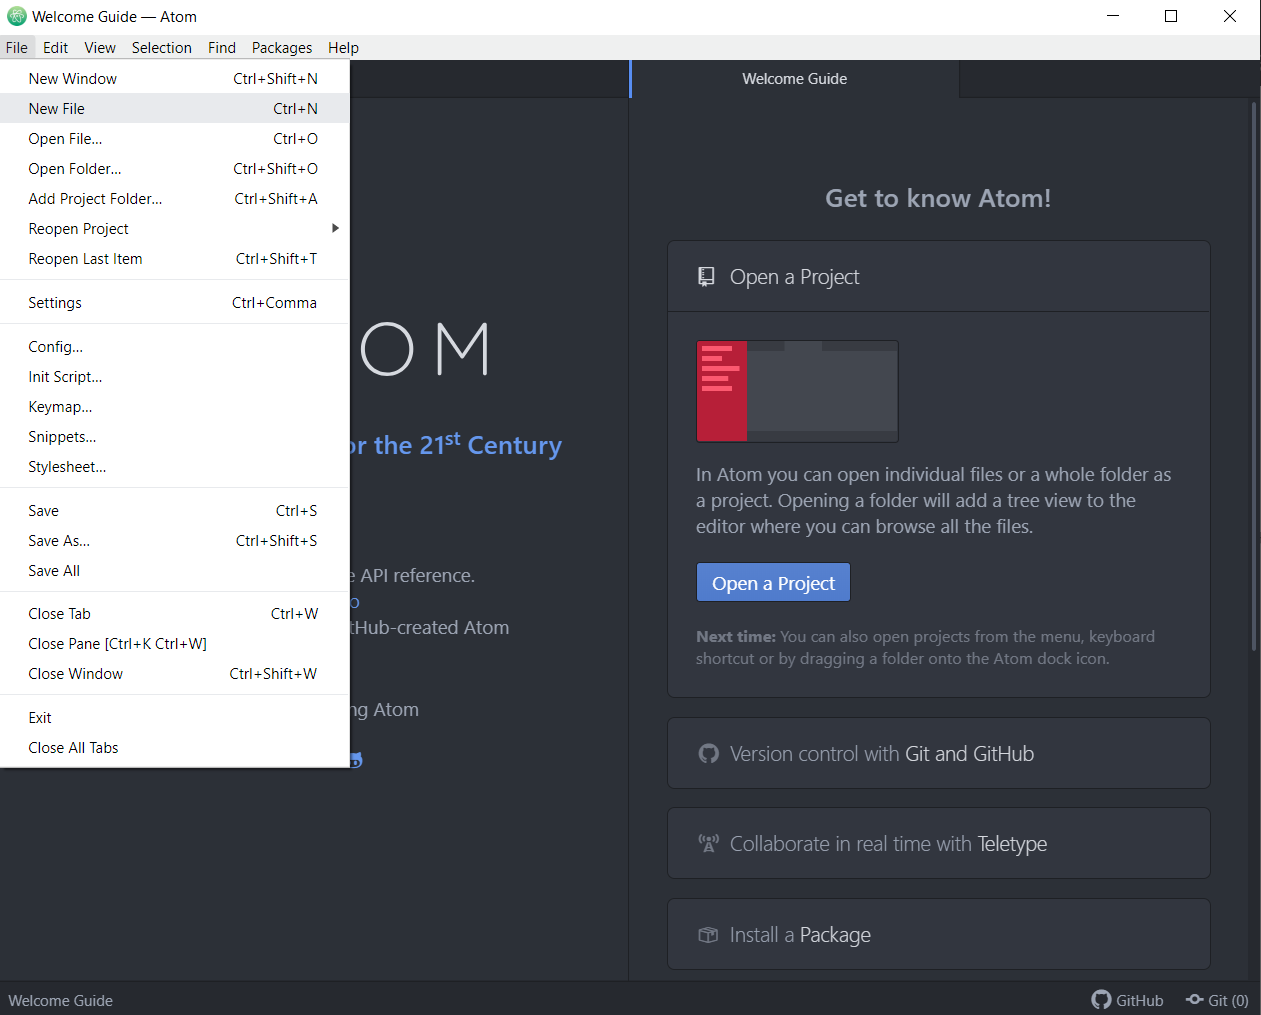 Welcome Guide — Atom
File Edit View Selection Find Packages Help
New Window Ctrl+Shift+N
New File Ctrl+N
Open File... Ctrl+O
Open Folder... Ctrl+Shift+O
Add Project Folder... Ctrl+Shift+A
Reopen Project
Reopen Last Item Ctrl+Shift+T
Settings Ctrl+Comma
Config...
Init Script...
Keymap...
Snippets...
Stylesheet...
Save Ctrl+S
Save As... Ctrl+Shift+S
Save All
Close Tab Ctrl+W
Close Pane [Ctrl+K Ctrl+W]
Close Window Ctrl+Shift+W
Exit
Close All Tabs
OM
the 21st Century
API reference.
Atom
Atom
Welcome Guide
Get to know Atom!
Open a Project
In Atom you can open individual files or a whole folder as
a project. Opening a folder will add a tree view to the
editor where you can browse all the files.
Open a Project
Next time: You can also open projects from the menu, keyboard
shortcut or by dragging a folder onto the Atom dock icon.
Version control with Git and GitHub
Collaborate in real time with Teletype
Install a Package
Welcome Guide
GitHub Git (0)